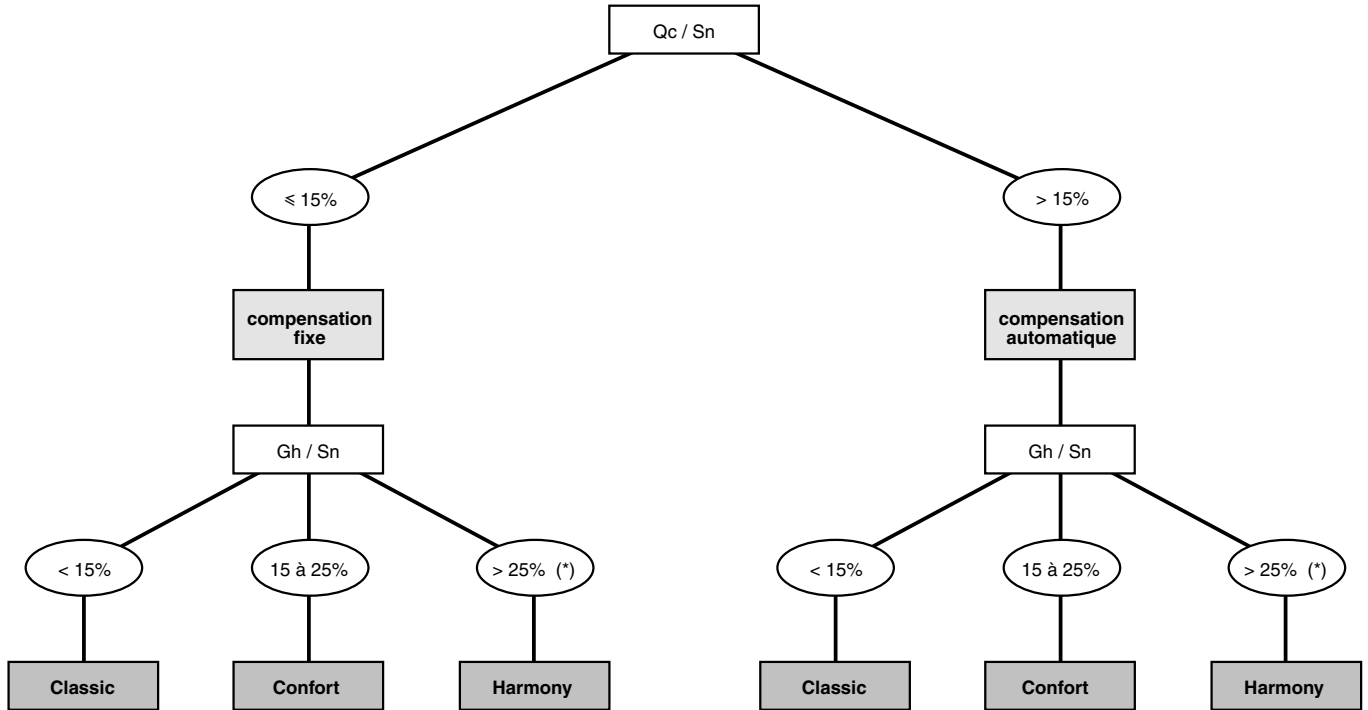 Qc / Sn
⩽ 15%
> 15%
compensation
fixe
compensation
automatique
Gh / Sn
Gh / Sn
< 15%
15 à 25%
> 25% (*)
< 15%
15 à 25%
> 25% (*)
Classic
Confort
Harmony
Classic
Confort
Harmony